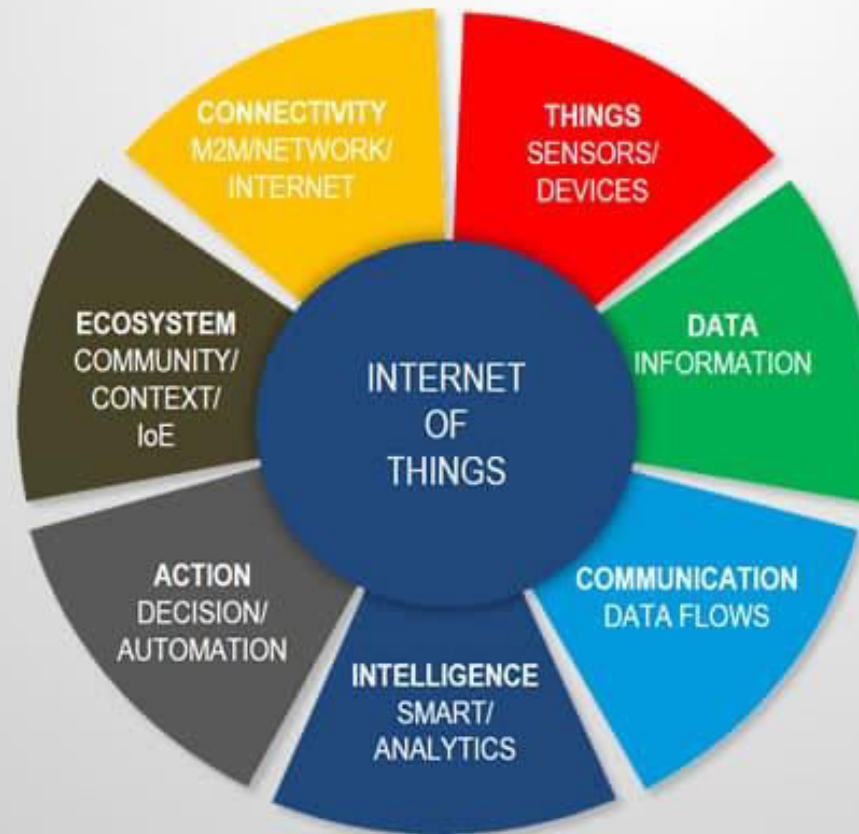 CONNECTIVITY
M2M/NETWORK/
INTERNET
THINGS
SENSORS/
DEVICES
DATA
INFORMATION
COMMUNICATION
DATA FLOWS
INTELLIGENCE
SMART/
ANALYTICS
ACTION
DECISION/
AUTOMATION
ECOSYSTEM
COMMUNITY/
CONTEXT/
IoE
INTERNET
OF
THINGS